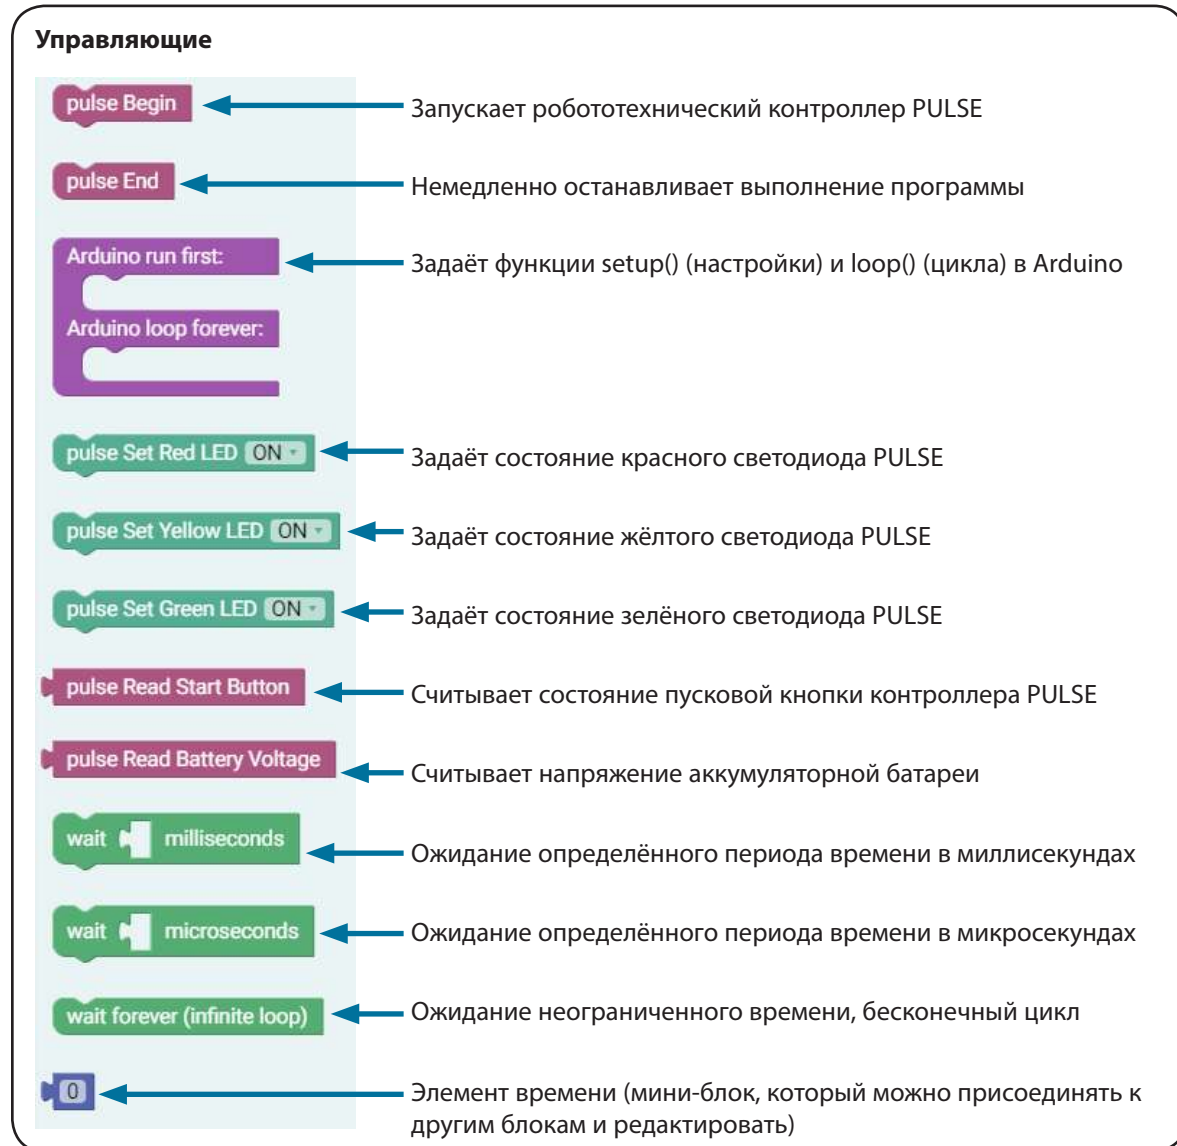 Управляющие
pulse Begin
Запускает робототехнический контроллер PULSE
pulse End
Немедленно останавливает выполнение программы
Arduino run first:
Задаёт функции setup() (настройки) и loop() (цикла) в Arduino
Arduino loop forever:
pulse Set Red LED ON
Задаёт состояние красного светодиода PULSE
pulse Set Yellow LED ON
Задаёт состояние жёлтого светодиода PULSE
pulse Set Green LED ON
Задаёт состояние зелёного светодиода PULSE
pulse Read Start Button
Считывает состояние пусковой кнопки контроллера PULSE
pulse Read Battery Voltage
Считывает напряжение аккумуляторной батареи
wait milliseconds
Ожидание определённого периода времени в миллисекундах
wait microseconds
Ожидание определённого периода времени в микросекундах
wait forever (infinite loop)
Ожидание неограниченного времени, бесконечный цикл
0
Элемент времени (мини-блок, который можно присоединять к
другим блокам и редактировать)